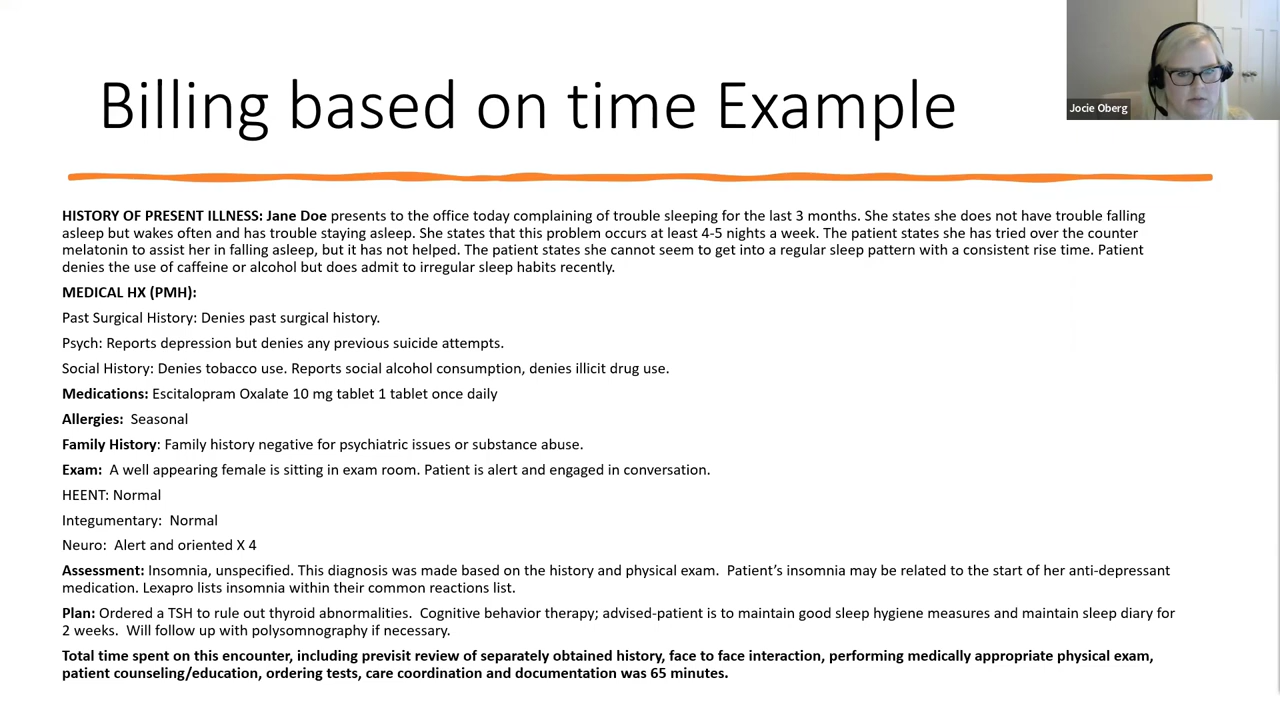 Billing based on time Example
Jocie Oberg
HISTORY OF PRESENT ILLNESS: Jane Doe presents to the office today complaining of trouble sleeping for the last 3 months. She states she does not have trouble falling
asleep but wakes often and has trouble staying asleep. She states that this problem occurs at least 4-5 nights a week. The patient states she has tried over the counter
melatonin to assist her in falling asleep, but it has not helped. The patient states she cannot seem to get into a regular sleep pattern with a consistent rise time. Patient
denies the use of caffeine or alcohol but does admit to irregular sleep habits recently.
MEDICAL HX (PMH):
Past Surgical History: Denies past surgical history.
Psych: Reports depression but denies any previous suicide attempts.
Social History: Denies tobacco use. Reports social alcohol consumption, denies illicit drug use.
Medications: Escitalopram Oxalate 10 mg tablet 1 tablet once daily
Allergies: Seasonal
Family History: Family history negative for psychiatric issues or substance abuse.
Exam: A well appearing female is sitting in exam room. Patient is alert and engaged in conversation.
HEENT: Normal
Integumentary: Normal
Neuro: Alert and oriented X 4
Assessment: Insomnia, unspecified. This diagnosis was made based on the history and physical exam. Patient's insomnia may be related to the start of her anti-depressant
medication. Lexapro lists insomnia within their common reactions list.
Plan: Ordered a TSH to rule out thyroid abnormalities. Cognitive behavior therapy; advised-patient is to maintain good sleep hygiene measures and maintain sleep diary for
2 weeks. Will follow up with polysomnography if necessary.
Total time spent on this encounter, including previsit review of separately obtained history, face to face interaction, performing medically appropriate physical exam,
patient counseling/education, ordering tests, care coordination and documentation was 65 minutes.